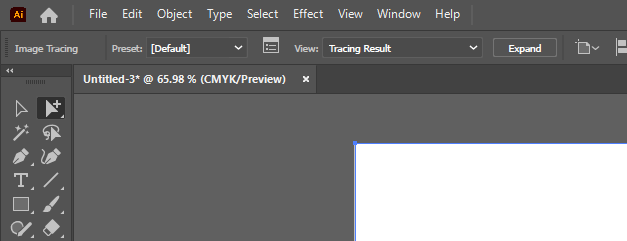 Ai File Edit Object Type Select Effect View Window Help
Image Tracing Preset: [Default] View: Tracing Result Expand
Untitled-3* @ 65.98 % (CMYK/Preview) ×
T